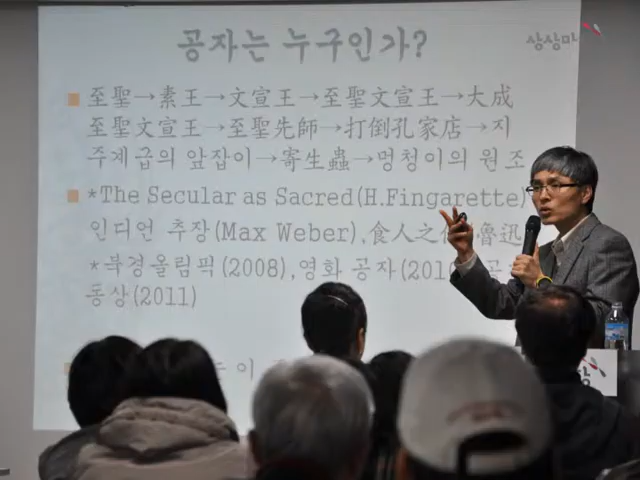 공자는 누구인가?
상상마
至聖→素王→文宣王→至聖文宣王→大成
至聖文宣王→至聖先師→打倒孔家店→지
주계급의 앞잡이→寄生蟲→멍청이의 원조
*The Secular as Sacred(H.Fingarette)
인디언 추장(Max Weber),食人之 魯迅
*북경올림픽(2008),영화 공자(201
동상(2011)
이
상